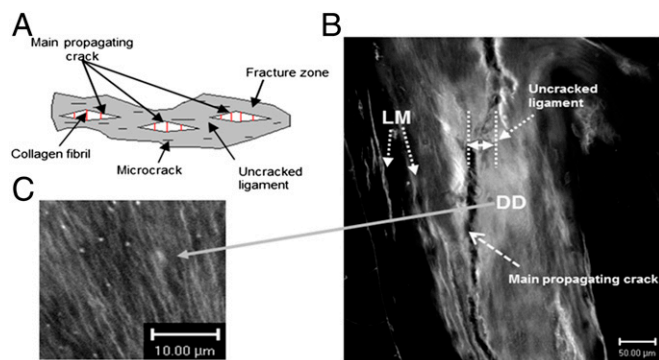 A
Main propagating
crack
Fracture zone
Collagen fibril
Microcrack
Uncracked
ligament
B
Uncracked
ligament
LM
DD
Main propagating crack
50.00 µm
C
10.00 µm